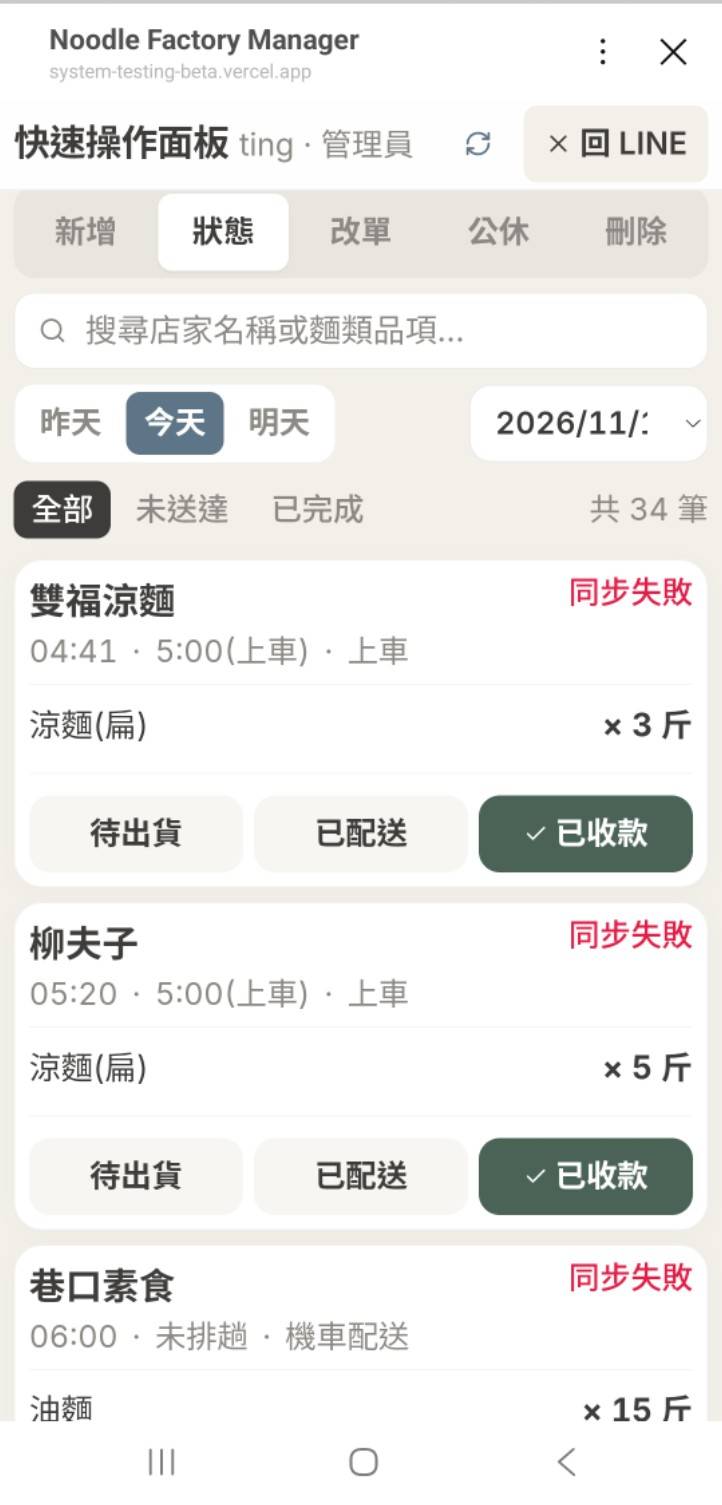 Noodle Factory Manager
system-testing-beta.vercel.app
快速操作面板 ting · 管理員 × 回 LINE
新增 狀態 改單 公休 刪除
搜尋店家名稱或麵類品項...
昨天 今天 明天 2026/11/
全部 未送達 已完成 共 34 筆
雙福涼麵 同步失敗
04:41 · 5:00(上車) · 上車
涼麵(扁) × 3 斤
待出貨 已配送 ✓ 已收款
柳夫子 同步失敗
05:20 · 5:00(上車) · 上車
涼麵(扁) × 5 斤
待出貨 已配送 ✓ 已收款
巷口素食 同步失敗
06:00 · 未排趟 · 機車配送
油麵 × 15 斤